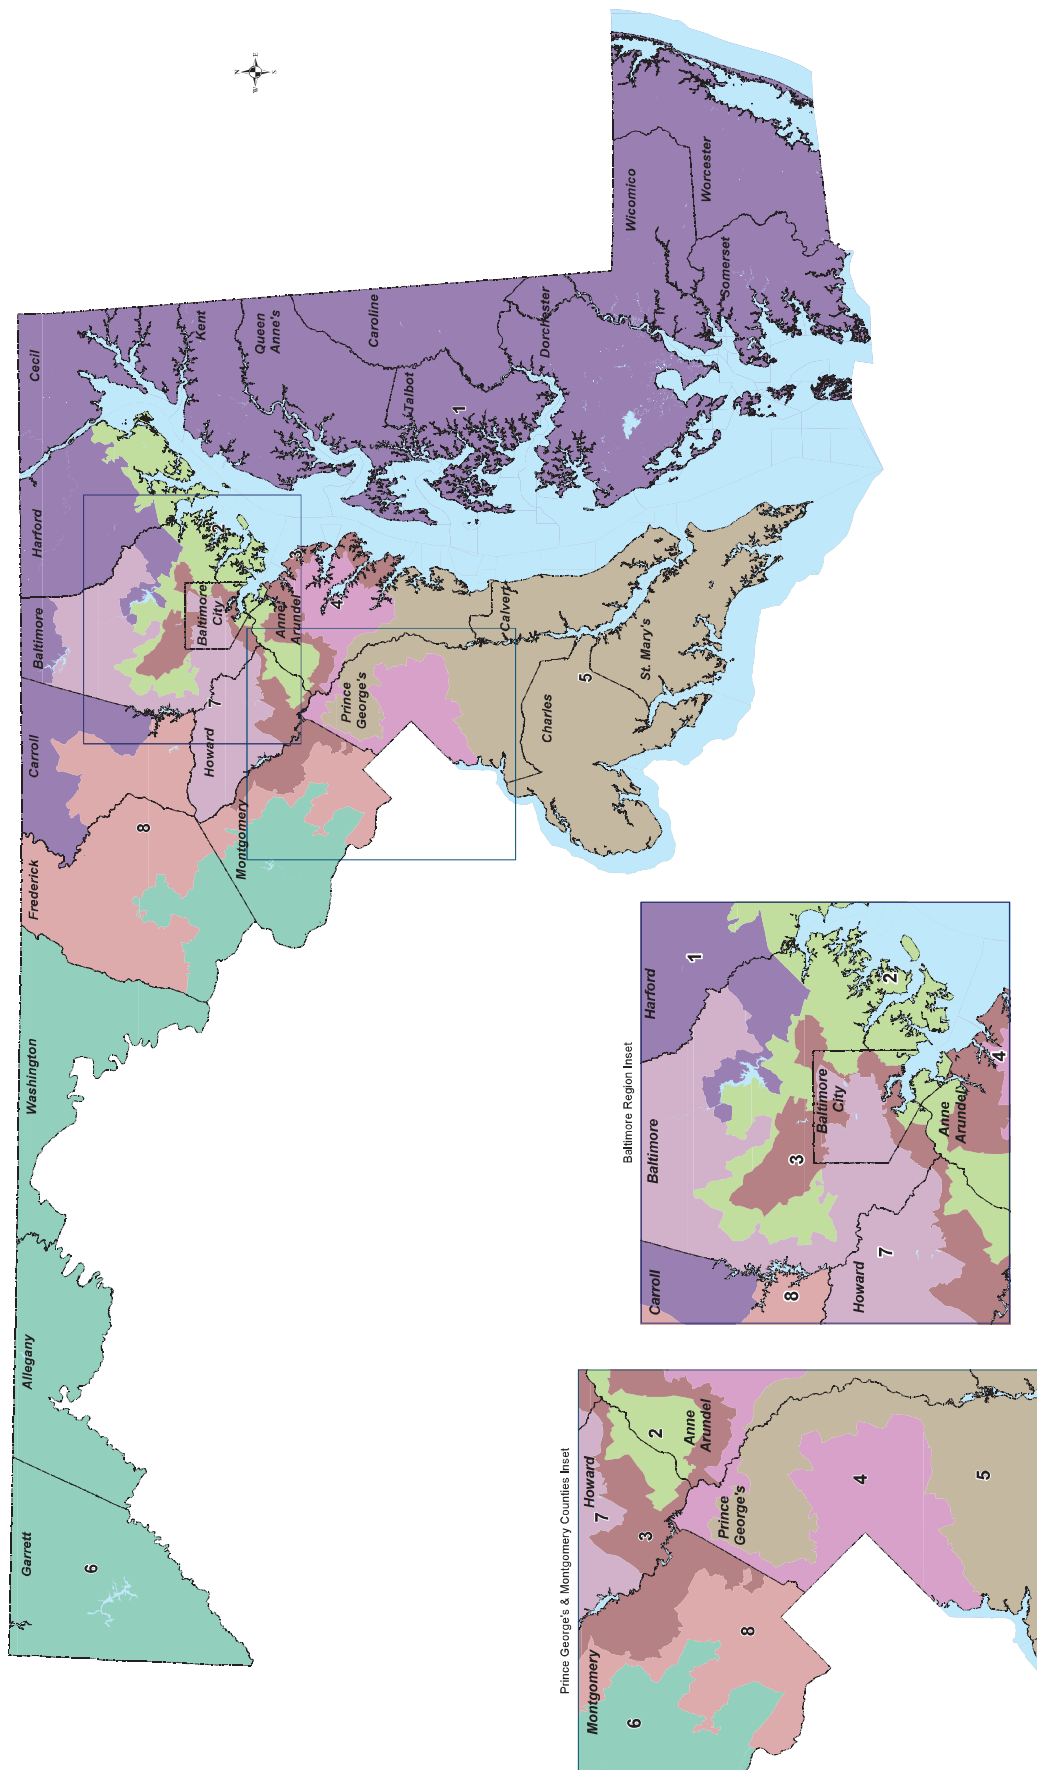 N
E
S
W
Garrett
6
Allegany
Washington
Frederick
8
Carroll
Baltimore
Harford
Cecil
Kent
Queen
Anne's
Caroline
Talbot
1
Dorchester
Wicomico
Worcester
Somerset
Montgomery
Howard
7
Baltimore
City
2
3
Anne
Arundel
4
Prince
George's
Calvert
Charles
5
St. Mary's
Prince George's & Montgomery Counties Inset
Montgomery
6
8
7
Howard
3
2
Anne
Arundel
Prince
George's
4
5
Baltimore Region Inset
Carroll
Baltimore
Harford
1
8
Howard
7
3
Baltimore
City
2
Anne
Arundel
4